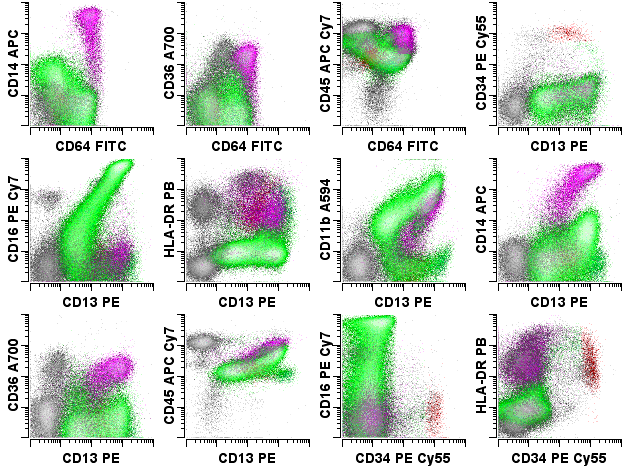 CD14 APC
CD64 FITC
CD36 A700
CD64 FITC
CD45 APC Cy7
CD64 FITC
CD34 PE Cy55
CD13 PE
CD16 PE Cy7
CD13 PE
HLA-DR PB
CD13 PE
CD11b A594
CD13 PE
CD14 APC
CD13 PE
CD36 A700
CD13 PE
CD45 APC Cy7
CD13 PE
CD16 PE Cy7
CD34 PE Cy55
HLA-DR PB
CD34 PE Cy55